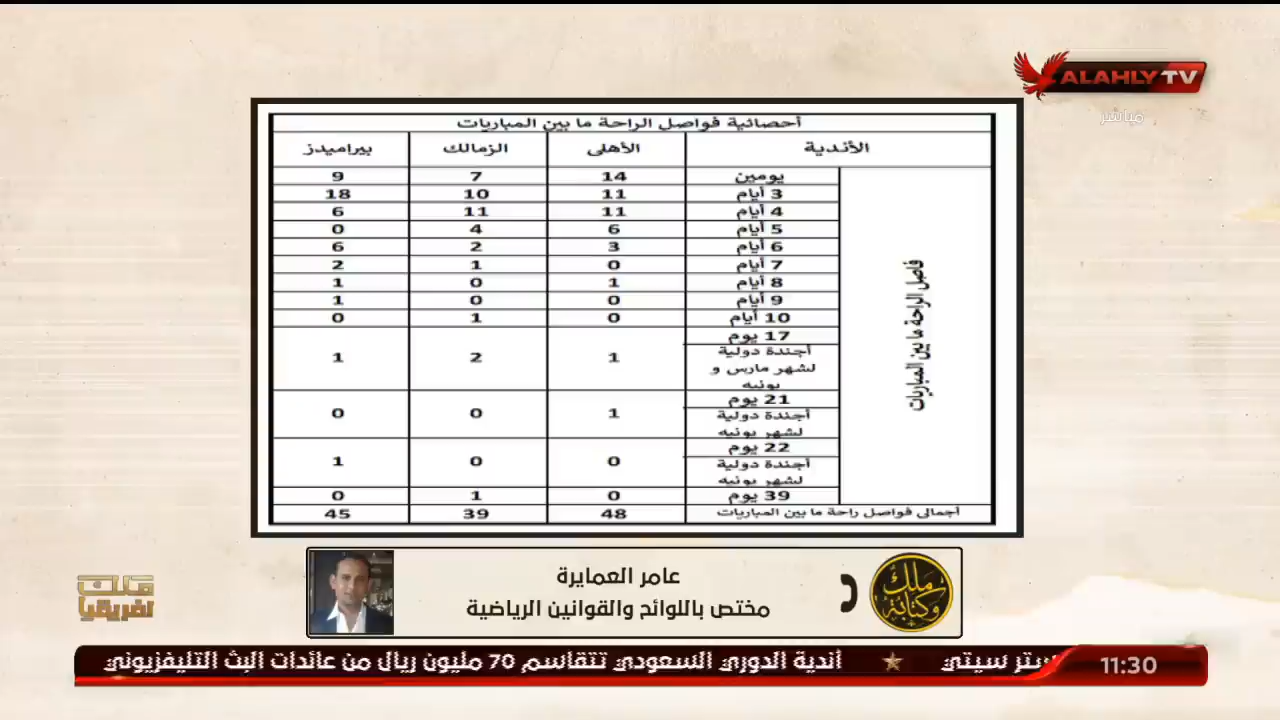 ALAHLY TV
مباشر
أحصائية فواصل الراحة ما بين المباريات
الأندية الأهلى الزمالك بيراميدز
فاصل الراحة ما بين المباريات
يومين 14 7 9
3 أيام 11 10 18
4 أيام 11 11 6
5 أيام 6 4 0
6 أيام 3 2 6
7 أيام 0 1 2
8 أيام 1 0 1
9 أيام 0 0 1
10 أيام 0 1 0
17 يوم
أجندة دولية 1 2 1
لشهر مارس و
يونيه
21 يوم
أجندة دولية 1 0 0
لشهر يونيه
22 يوم
أجندة دولية 0 0 1
لشهر يونيه
39 يوم 0 1 0
أجمالى فواصل راحة ما بين المباريات 48 39 45
ملك وكتابة
عامر العمايرة
مختص باللوائح والقوانين الرياضية
ملك
افريقيا
11:30
ستر سيتي ★ أندية الدوري السعودي تتقاسم 70 مليون ريال من عائدات البث التليفزيوني